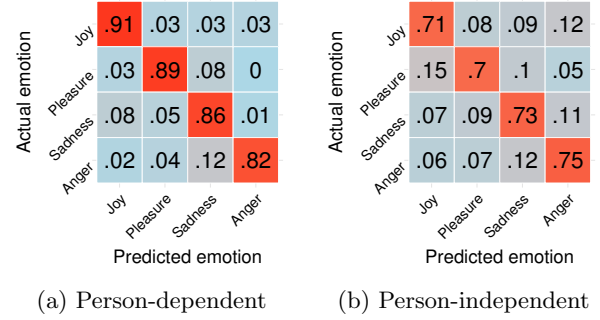 Actual emotion
Joy .91 .03 .03 .03
Pleasure .03 .89 .08 0
Sadness .08 .05 .86 .01
Anger .02 .04 .12 .82
Joy Pleasure Sadness Anger
Predicted emotion
(a) Person-dependent
Actual emotion
Joy .71 .08 .09 .12
Pleasure .15 .7 .1 .05
Sadness .07 .09 .73 .11
Anger .06 .07 .12 .75
Joy Pleasure Sadness Anger
Predicted emotion
(b) Person-independent